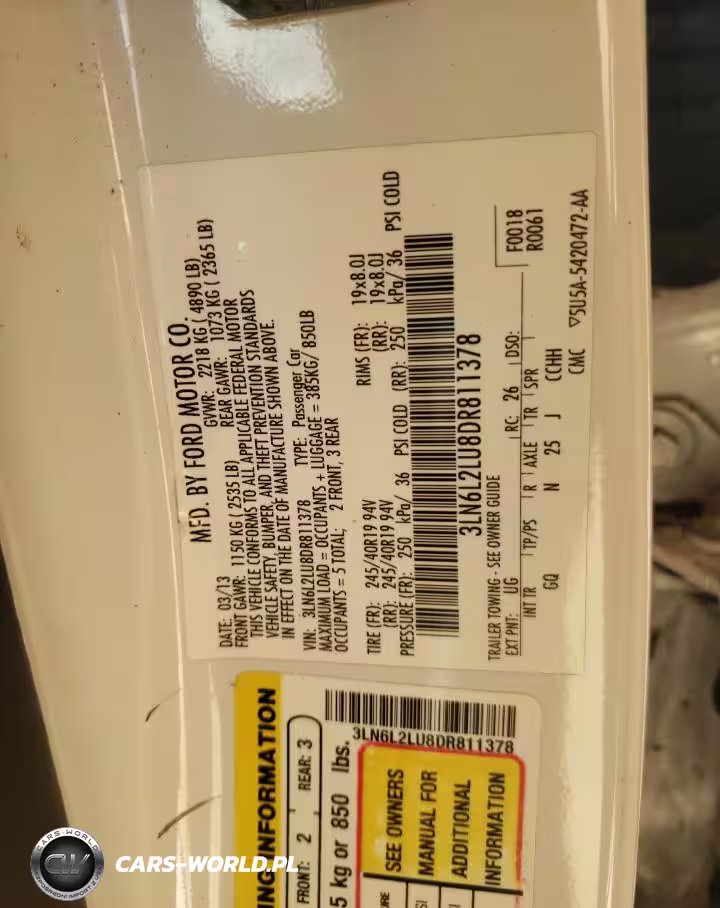 MFD. BY FORD MOTOR CO.
DATE: 03/13 GVWR: 2218 KG ( 4890 LB)
FRONT GAWR: 1150 KG ( 2535 LB) REAR GAWR: 1073 KG ( 2365 LB)
THIS VEHICLE CONFORMS TO ALL APPLICABLE FEDERAL MOTOR
VEHICLE SAFETY, BUMPER, AND THEFT PREVENTION STANDARDS
IN EFFECT ON THE DATE OF MANUFACTURE SHOWN ABOVE.
VIN: 3LN6L2LU8DR811378 TYPE: Passenger Car
MAXIMUM LOAD = OCCUPANTS + LUGGAGE = 385KG/ 850LB
OCCUPANTS = 5 TOTAL; 2 FRONT, 3 REAR
TIRE (FR): 245/40R19 94V RIMS (FR): 19x8.0J
(RR): 245/40R19 94V (RR): 19x8.0J
PRESSURE (FR): 250 kPa/ 36 PSI COLD (RR): 250 kPa/ 36 PSI COLD
3LN6L2LU8DR811378
TRAILER TOWING - SEE OWNER GUIDE F0018
EXT PNT: UG RC: 26 DSO: R0061
INT TR TP/PS R AXLE TR SPR
GQ N 25 J CCHH
CMC ▽5U5A-5420472-AA
ING INFORMATION
FRONT: 2 REAR: 3
5 kg or 850 lbs.
3LN6L2LU8DR811378
SEE OWNERS
MANUAL FOR
ADDITIONAL
INFORMATION
CARS-WORLD
CW
CARS-WORLD.PL